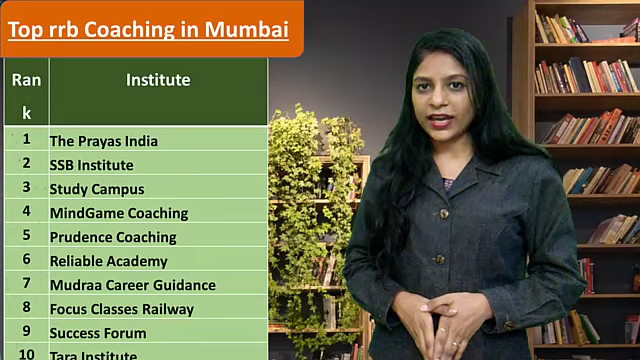 Top rrb Coaching in Mumbai
Ran
k
Institute
1 The Prayas India
2 SSB Institute
3 Study Campus
4 MindGame Coaching
5 Prudence Coaching
6 Reliable Academy
7 Mudraa Career Guidance
8 Focus Classes Railway
9 Success Forum
10 Tara Institute